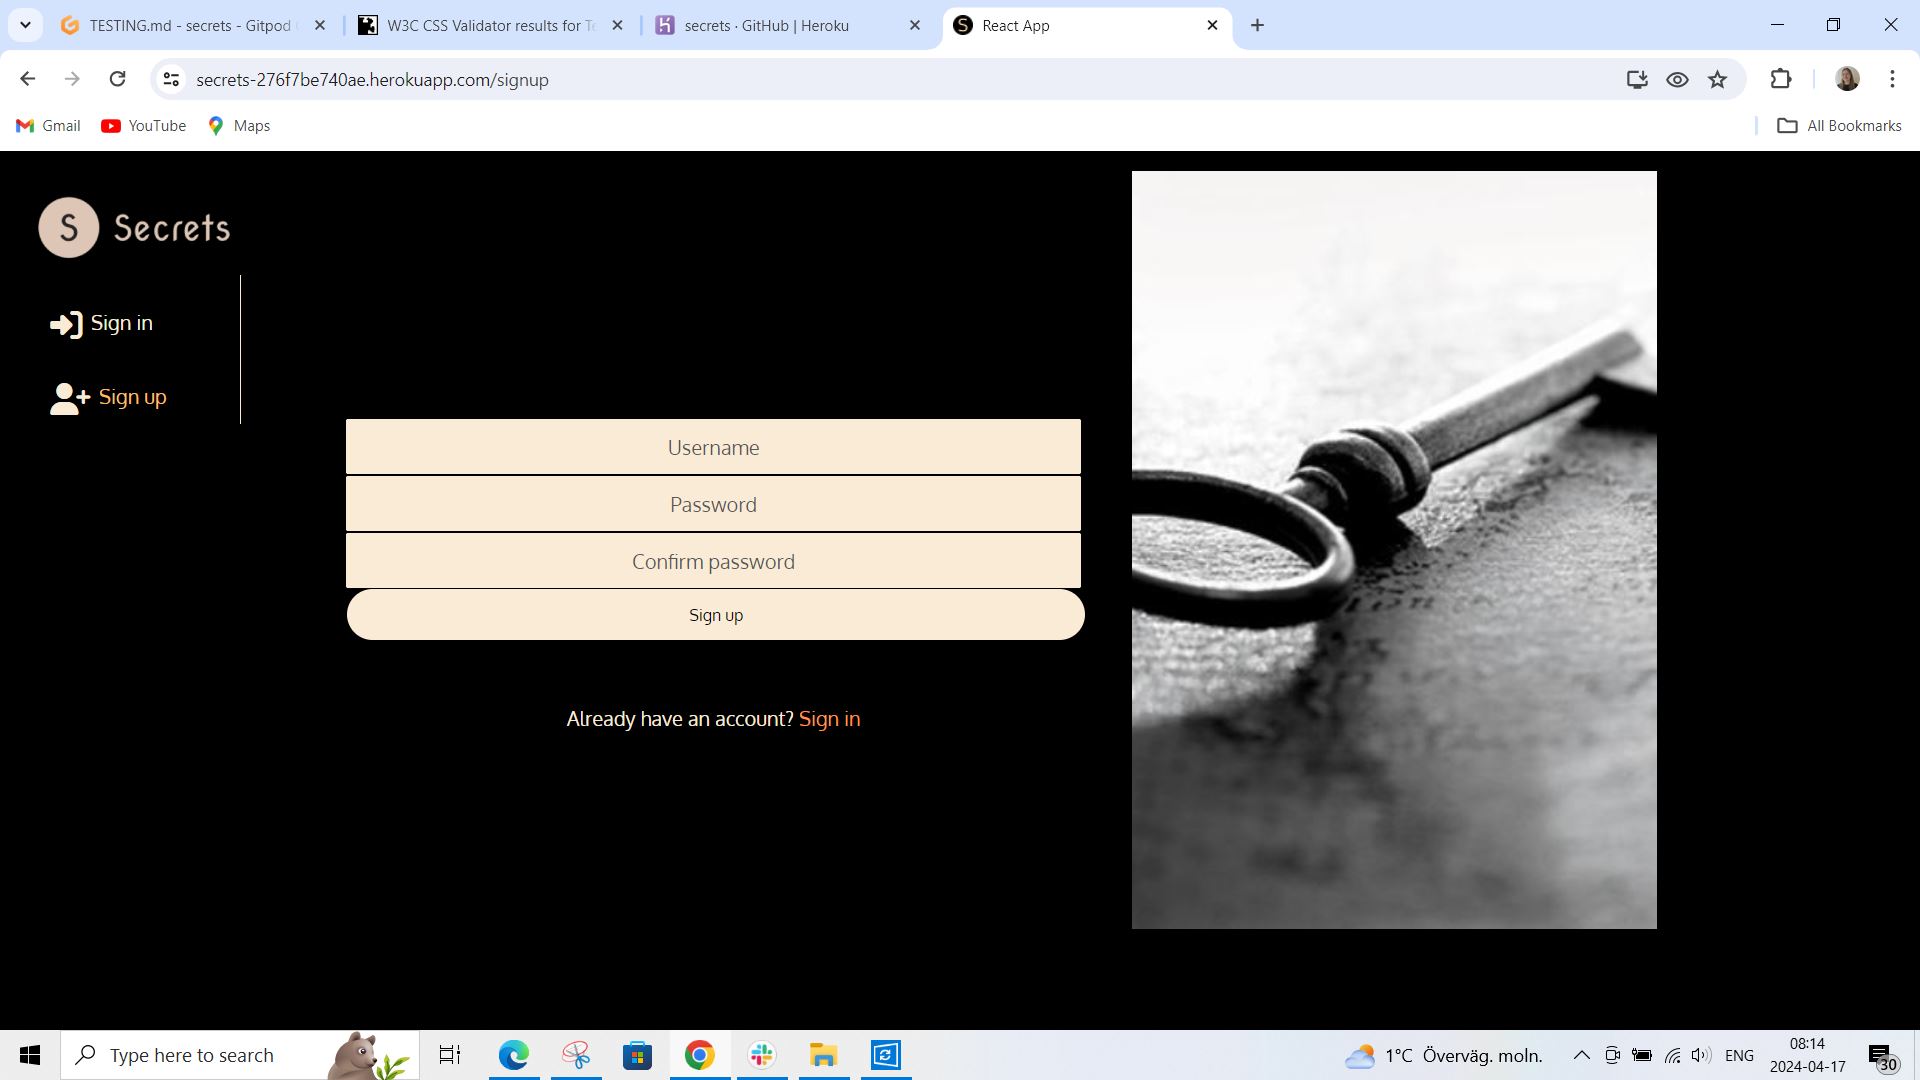 TESTING.md - secrets - Gitpod
W3C CSS Validator results for Te
secrets · GitHub | Heroku
React App
secrets-276f7be740ae.herokuapp.com/signup
Gmail
YouTube
Maps
All Bookmarks
S Secrets
Sign in
Sign up
Username
Password
Confirm password
Sign up
Already have an account? Sign in
Type here to search
1°C Överväg. moln.
ENG
08:14
2024-04-17
30